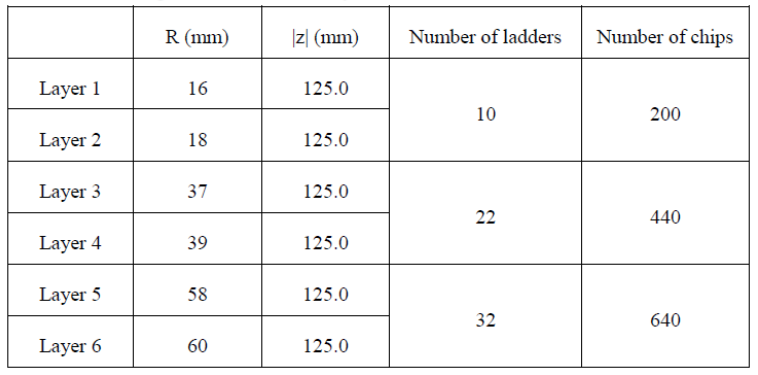 R (mm) |z| (mm) Number of ladders Number of chips
Layer 1 16 125.0
10 200
Layer 2 18 125.0
Layer 3 37 125.0
22 440
Layer 4 39 125.0
Layer 5 58 125.0
32 640
Layer 6 60 125.0